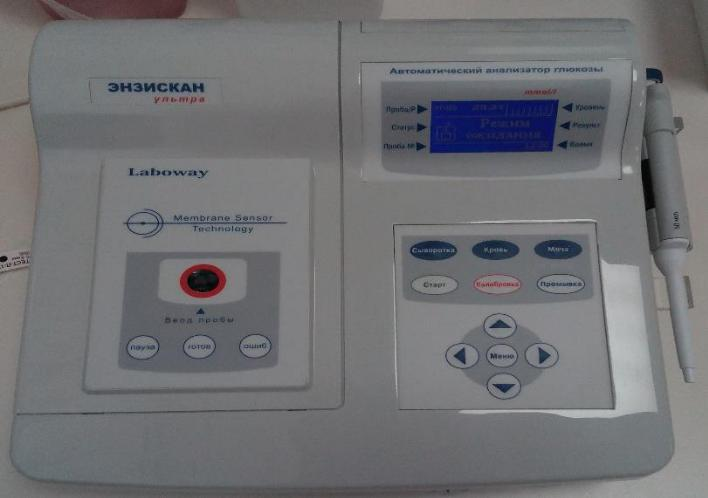 ЭНЗИСКАН
ультра
Laboway
Membrane Sensor
Technology
Ввод пробы
пауза
готов
ошиб
Автоматический анализатор глюкозы
mmol/l
Проба/Р
Статус
Проба №
Режим
ожидания
Уровень
Результ
Время
Сыворотка
Кровь
Моча
Старт
Калибровка
Промывка
Меню